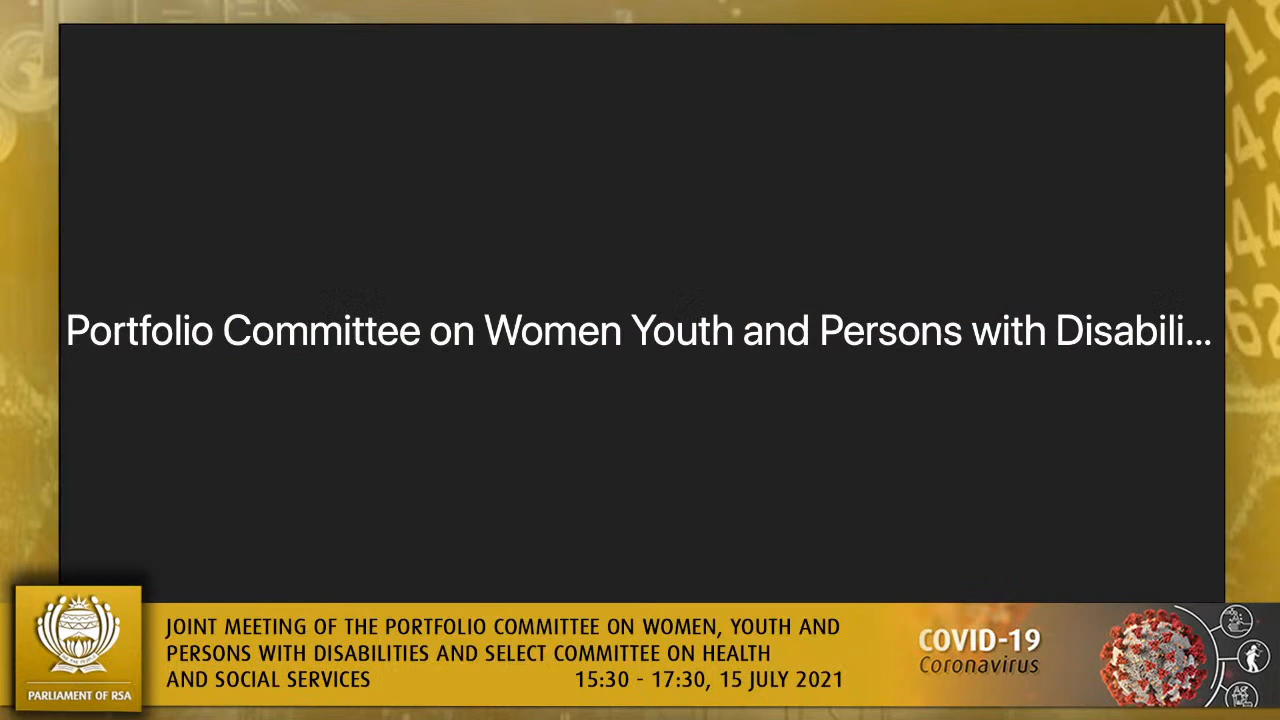 Portfolio Committee on Women Youth and Persons with Disabili...
JOINT MEETING OF THE PORTFOLIO COMMITTEE ON WOMEN, YOUTH AND
PERSONS WITH DISABILITIES AND SELECT COMMITTEE ON HEALTH
AND SOCIAL SERVICES 15:30 - 17:30, 15 JULY 2021
PARLIAMENT OF RSA
COVID-19
Coronavirus